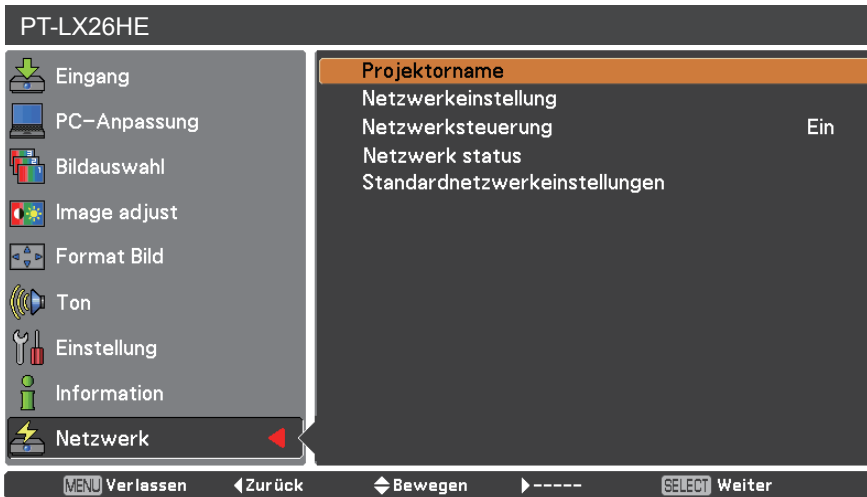 PT-LX26HE
Eingang
PC-Anpassung
Bildauswahl
Image adjust
Format Bild
Ton
Einstellung
Information
Netzwerk
Projektorname
Netzwerkeinstellung
Netzwerksteuerung Ein
Netzwerk status
Standardnetzwerkeinstellungen
MENU Verlassen Zurück Bewegen ----- SELECT Weiter